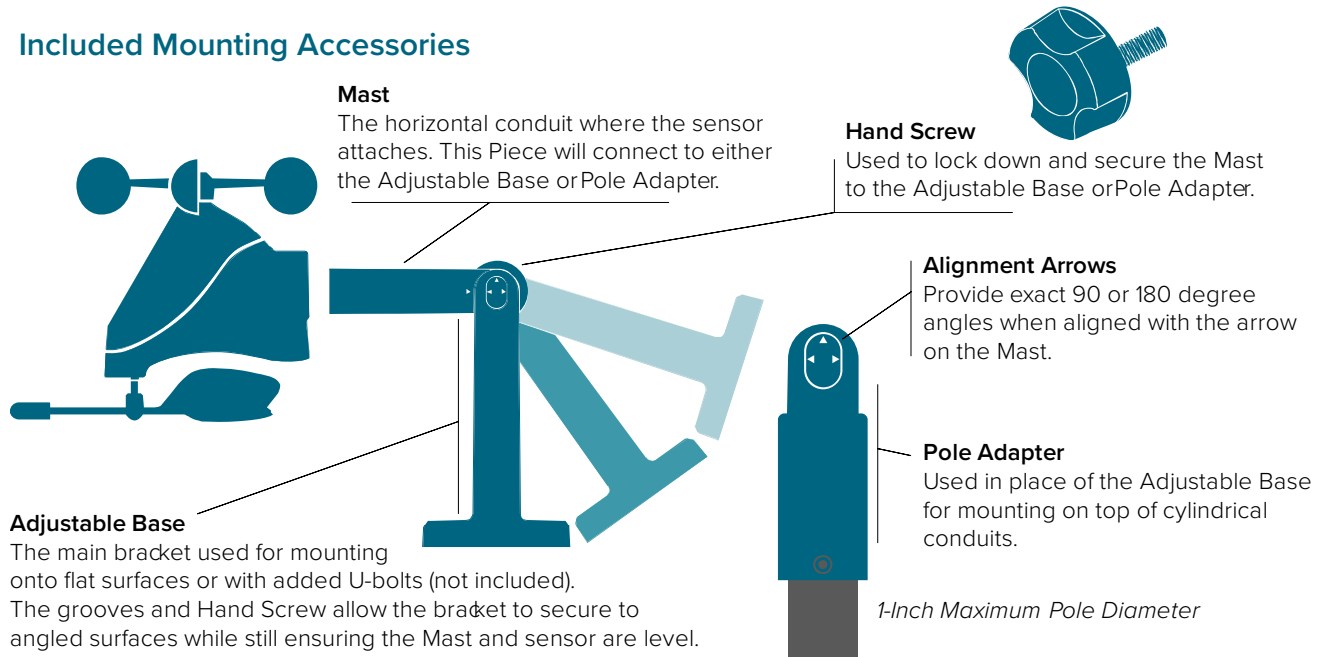 Included Mounting Accessories
Mast
The horizontal conduit where the sensor
attaches. This Piece will connect to either
the Adjustable Base or Pole Adapter.
Hand Screw
Used to lock down and secure the Mast
to the Adjustable Base or Pole Adapter.
Alignment Arrows
Provide exact 90 or 180 degree
angles when aligned with the arrow
on the Mast.
Pole Adapter
Used in place of the Adjustable Base
for mounting on top of cylindrical
conduits.
Adjustable Base
The main bracket used for mounting
onto flat surfaces or with added U-bolts (not included).
The grooves and Hand Screw allow the bracket to secure to
angled surfaces while still ensuring the Mast and sensor are level.
1-Inch Maximum Pole Diameter